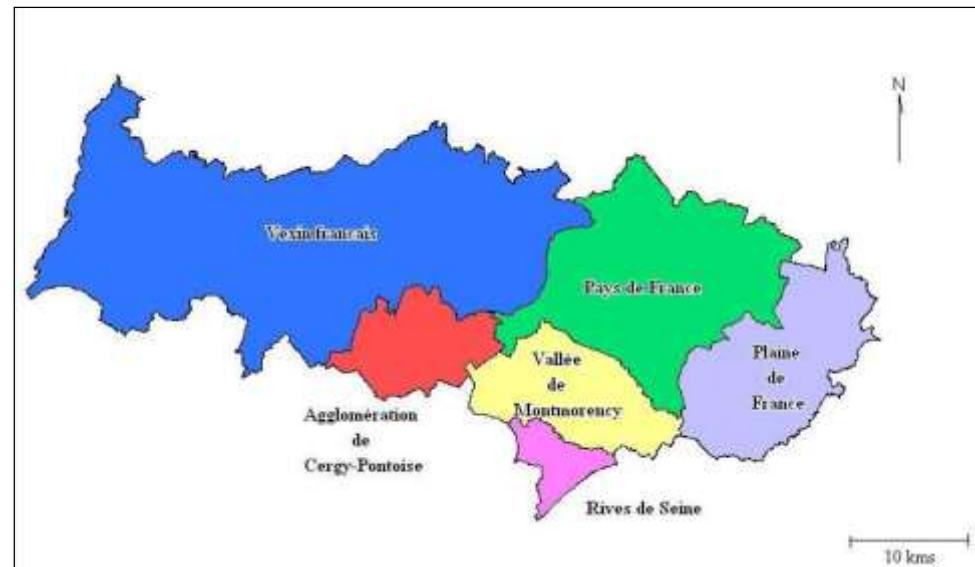 N
Vexin francais
Pays de France
Vallée
de
Montmorency
Plaine
de
France
Agglomération
de
Cergy-Pontoise
Rives de Seine
10 kms